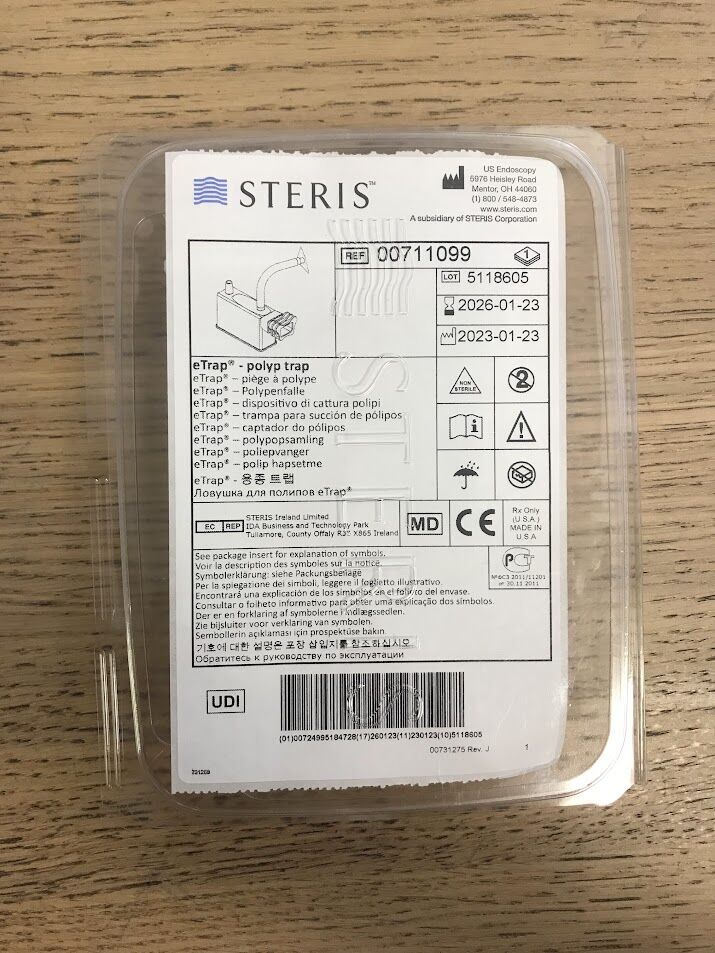 STERIS™
US Endoscopy
5976 Heisley Road
Mentor, OH 44060
(1) 800 / 548-4873
www.steris.com
A subsidiary of STERIS Corporation
REF 00711099
1
LOT 5118605
2026-01-23
2023-01-23
eTrap® - polyp trap
eTrap® – piège à polype
eTrap® – Polypenfalle
eTrap® – dispositivo di cattura polipi
eTrap® – trampa para succión de pólipos
eTrap® – captador do pólipos
eTrap® – polypopsamling
eTrap® – poliepvanger
eTrap® – polip hapsetme
eTrap® - 용종 트랩
Ловушка для полипов eTrap®
NON
STERILE
2
EC REP
STERIS Ireland Limited
IDA Business and Technology Park
Tullamore, County Offaly R35 X865 Ireland
MD
CE
Rx Only
(U.S.A.)
MADE IN
U.S.A
See package insert for explanation of symbols.
Voir la description des symboles sur la notice.
Symbolerklärung: siehe Packungsbeilage
Per la spiegazione dei simboli, leggere il foglietto illustrativo.
Encontrará una explicación de los símbolos en el folleto del envase.
Consultar o folheto informativo para obter uma explicação dos símbolos.
Der er en forklaring af symbolerne i indlægssedlen.
Zie bijsluiter voor verklaring van symbolen.
Sembollerin açıklaması için prospektüse bakın.
기호에 대한 설명은 포장 삽입지를 참조하십시오.
Обратитесь к руководству по эксплуатации
№ФСЗ 2011/11201
от 30.11.2011
UDI
(01)00724995184728(17)260123(11)230123(10)5118605
00731275 Rev. J
1
STERIS